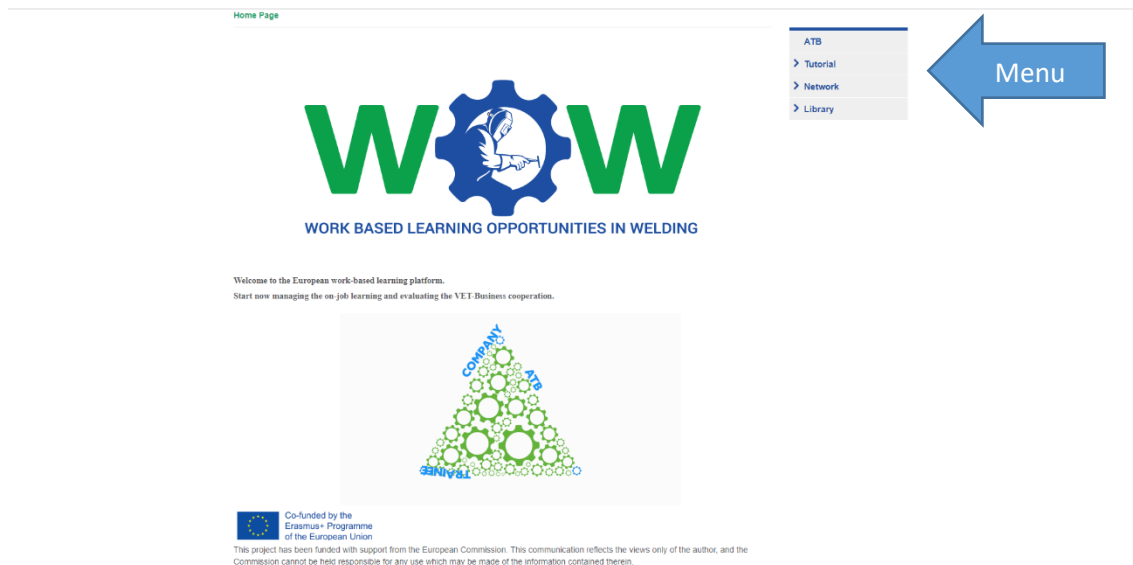 Home Page
ATB
Tutorial
Network
Library
Menu
WOW
WORK BASED LEARNING OPPORTUNITIES IN WELDING
Welcome to the European work-based learning platform.
Start now managing the on-job learning and evaluating the VET-Business cooperation.
COMPANY
ATB
TRAINEE
Co-funded by the
Erasmus+ Programme
of the European Union
This project has been funded with support from the European Commission. This communication reflects the views only of the author, and the
Commission cannot be held responsible for any use which may be made of the information contained therein.